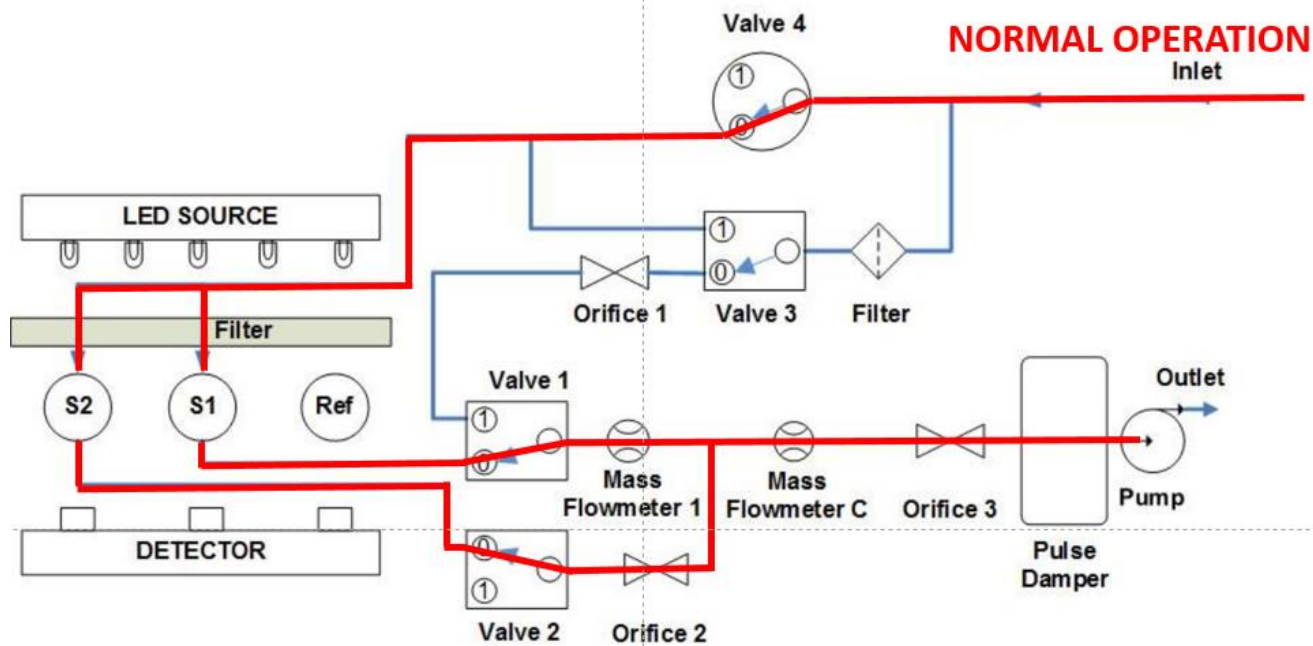 Valve 4
NORMAL OPERATION
Inlet
1
0
LED SOURCE
1
0
Orifice 1
Valve 3
Filter
Filter
S2
S1
Ref
Valve 1
1
0
Outlet
Mass
Flowmeter 1
Mass
Flowmeter C
Orifice 3
Pump
DETECTOR
0
1
Pulse
Damper
Valve 2
Orifice 2